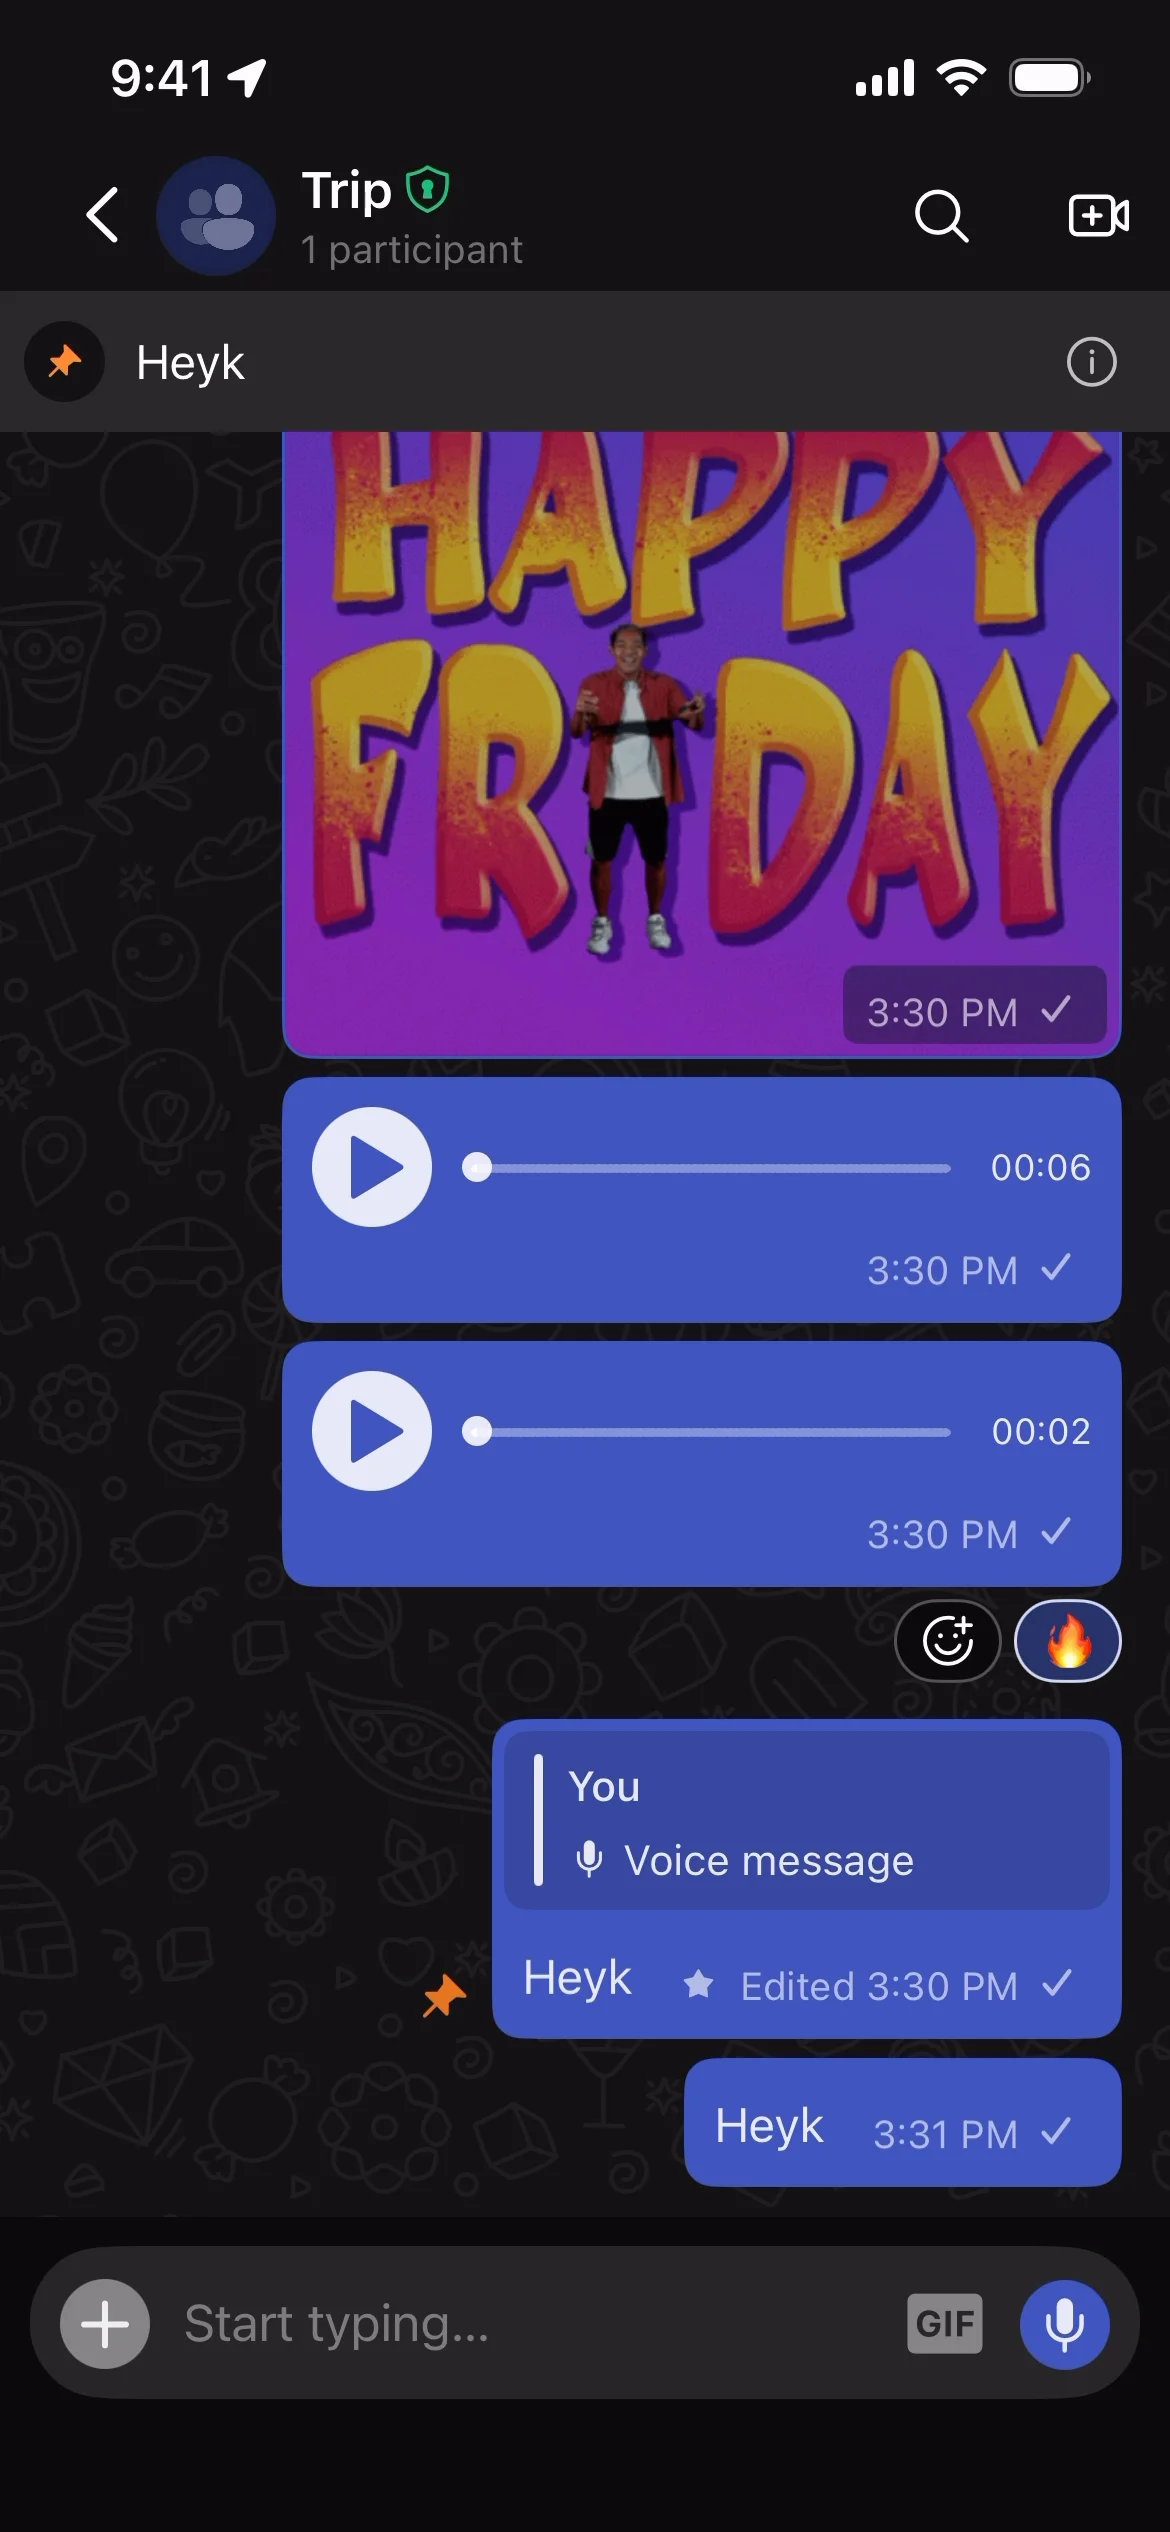 9:41
Trip
1 participant
Heyk
HAPPY
FRDAY
3:30 PM
00:06
3:30 PM
00:02
3:30 PM
You
Voice message
Heyk Edited 3:30 PM
Heyk 3:31 PM
Start typing...
GIF